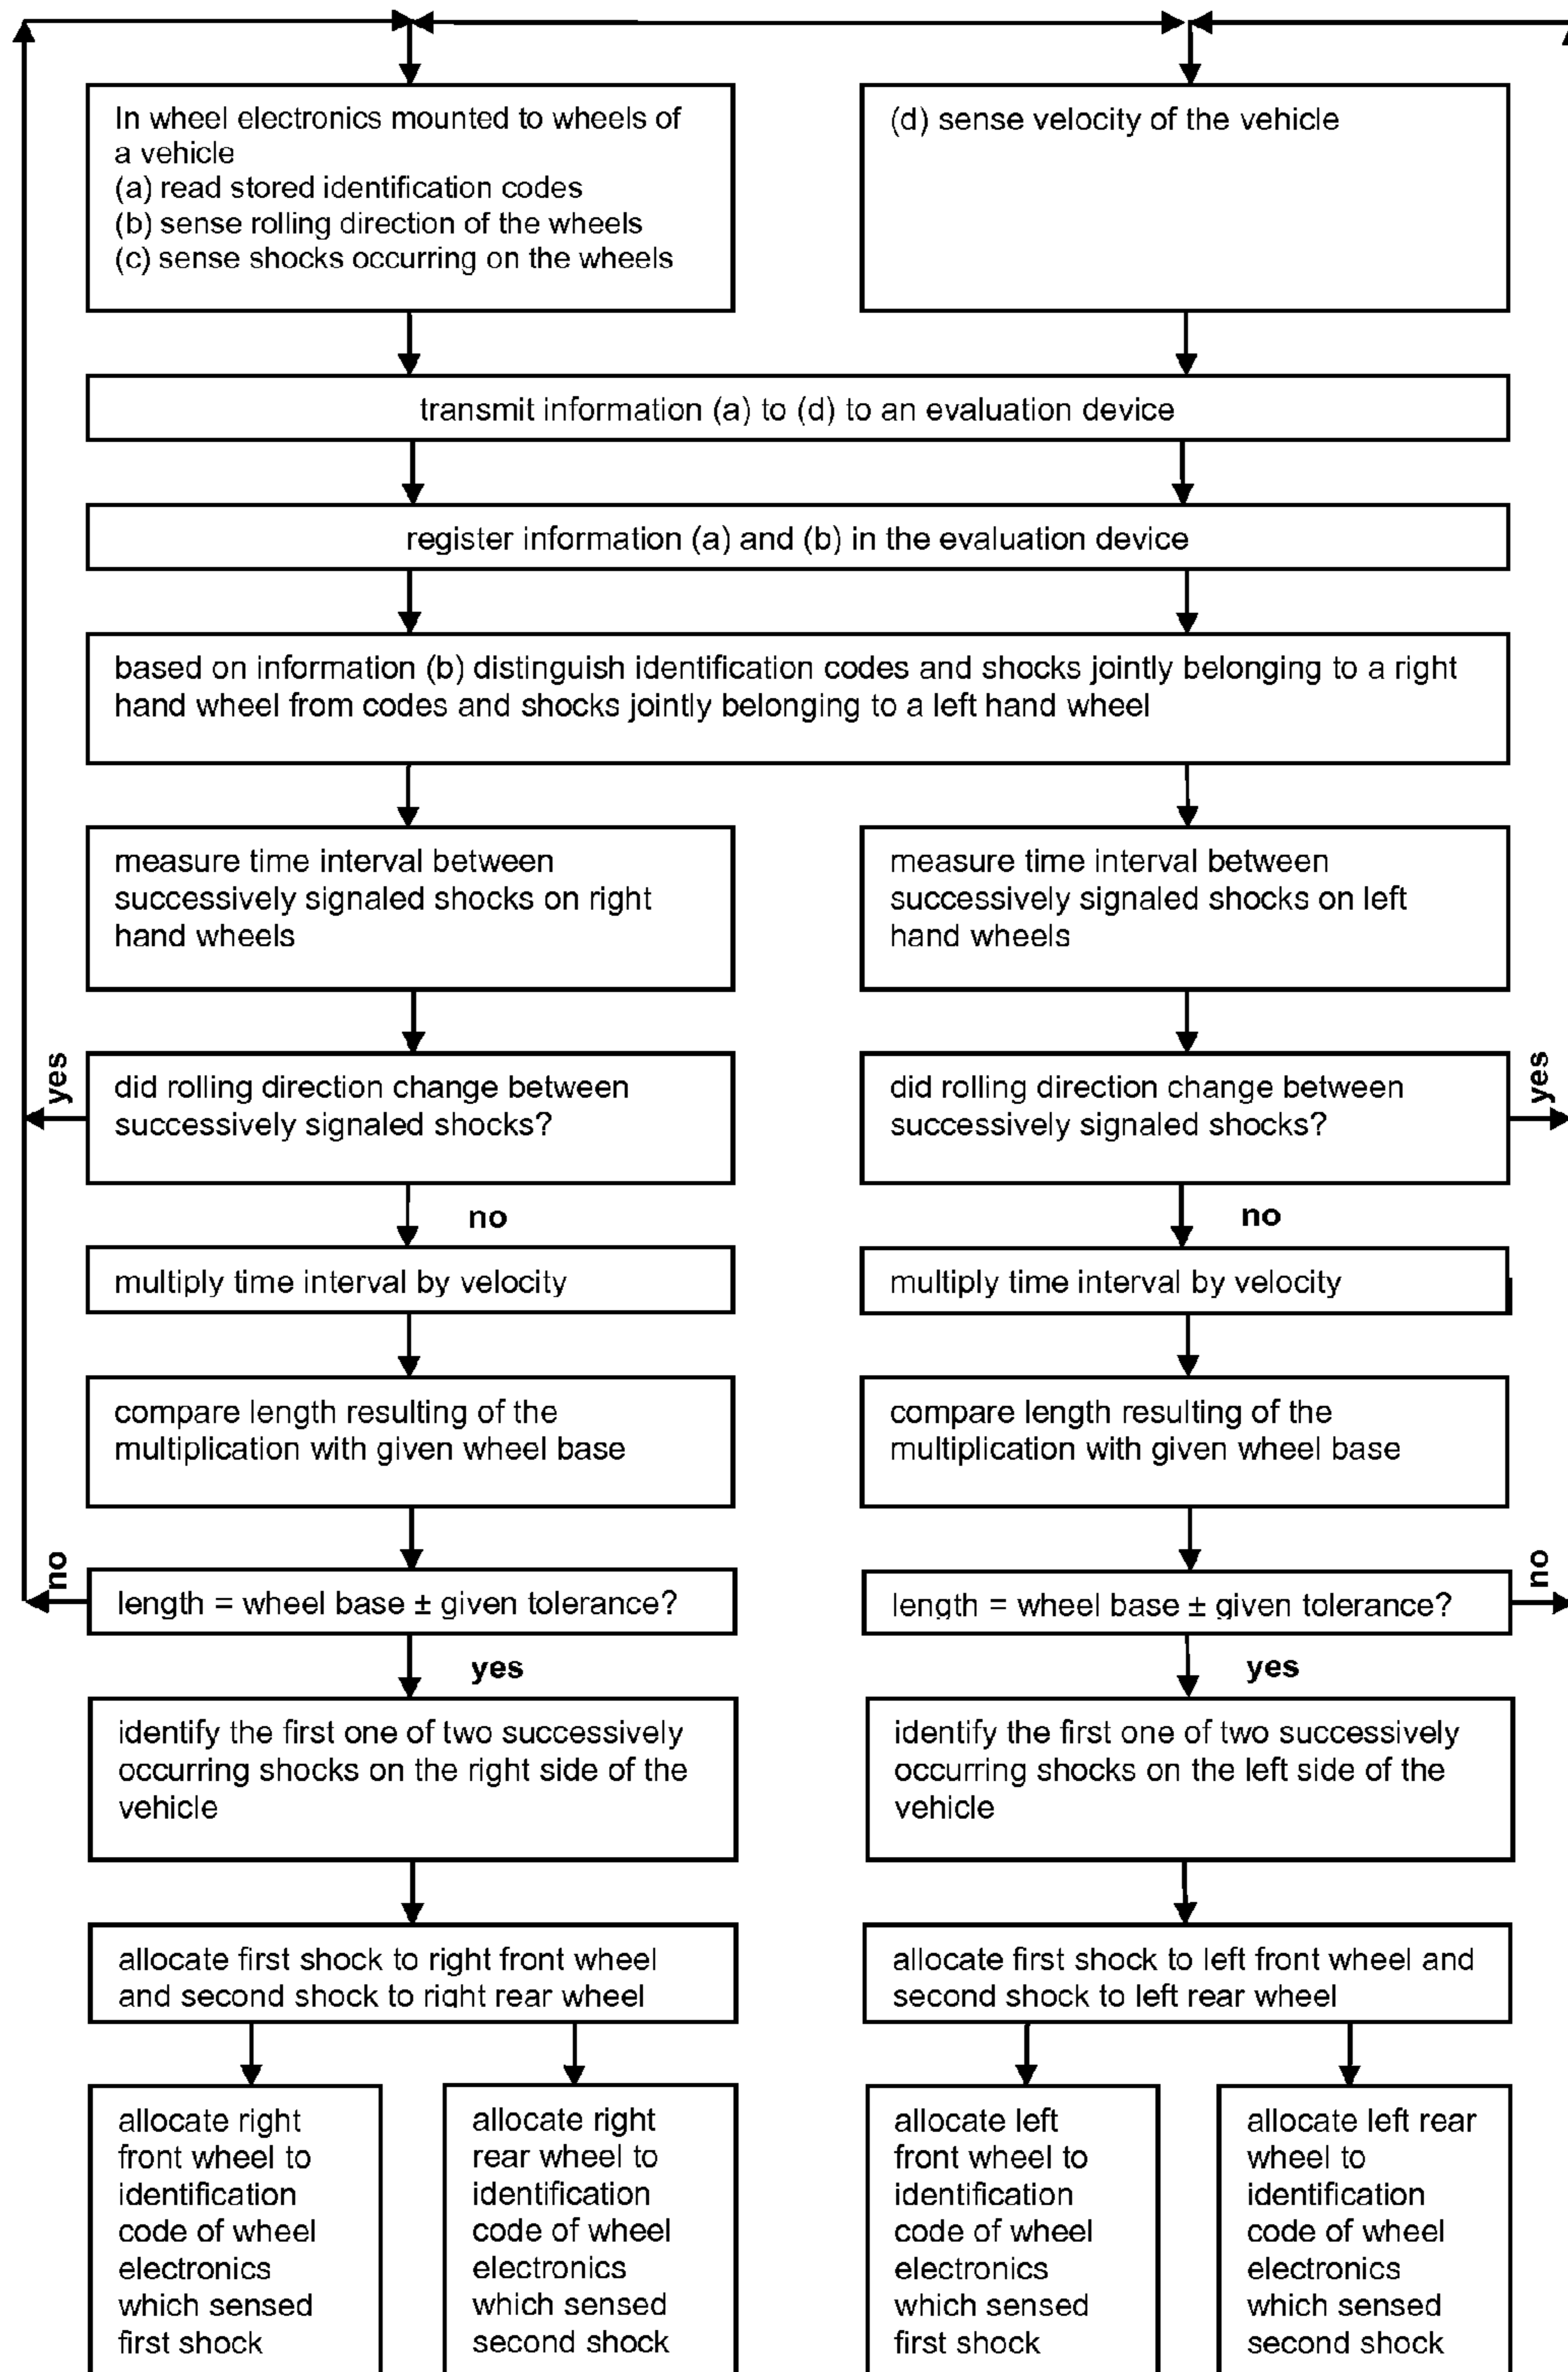 In wheel electronics mounted to wheels of
a vehicle
(a) read stored identification codes
(b) sense rolling direction of the wheels
(c) sense shocks occurring on the wheels
(d) sense velocity of the vehicle
transmit information (a) to (d) to an evaluation device
register information (a) and (b) in the evaluation device
based on information (b) distinguish identification codes and shocks jointly belonging to a right
hand wheel from codes and shocks jointly belonging to a left hand wheel
measure time interval between
successively signaled shocks on right
hand wheels
measure time interval between
successively signaled shocks on left
hand wheels
yes
did rolling direction change between
successively signaled shocks?
did rolling direction change between
successively signaled shocks?
yes
no
no
multiply time interval by velocity
multiply time interval by velocity
compare length resulting of the
multiplication with given wheel base
compare length resulting of the
multiplication with given wheel base
no
length = wheel base ± given tolerance?
length = wheel base ± given tolerance?
no
yes
yes
identify the first one of two successively
occurring shocks on the right side of the
vehicle
identify the first one of two successively
occurring shocks on the left side of the
vehicle
allocate first shock to right front wheel
and second shock to right rear wheel
allocate first shock to left front wheel and
second shock to left rear wheel
allocate right
front wheel to
identification
code of wheel
electronics
which sensed
first shock
allocate right
rear wheel to
identification
code of wheel
electronics
which sensed
second shock
allocate left
front wheel to
identification
code of wheel
electronics
which sensed
first shock
allocate left rear
wheel to
identification
code of wheel
electronics
which sensed
second shock